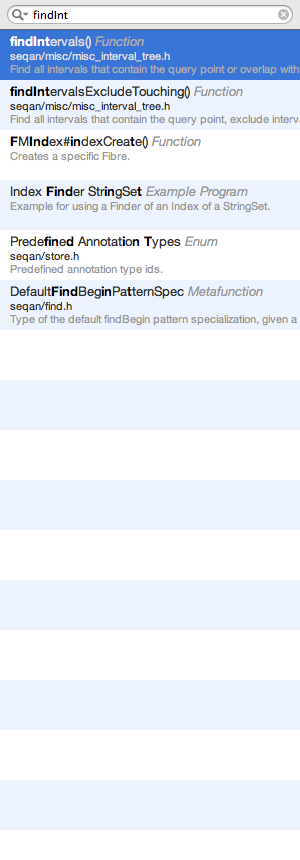 findInt
findIntervals() Function
seqan/misc/misc_interval_tree.h
Find all intervals that contain the query point or overlap with
findIntervalsExcludeTouching() Function
seqan/misc/misc_interval_tree.h
Find all intervals that contain the query point, exclude interva
FMIndex#indexCreate() Function
Creates a specific Fibre.
Index Finder StringSet Example Program
Example for using a Finder of an Index of a StringSet.
Predefined Annotation Types Enum
seqan/store.h
Predefined annotation type ids.
DefaultFindBeginPatternSpec Metafunction
seqan/find.h
Type of the default findBegin pattern specialization, given a